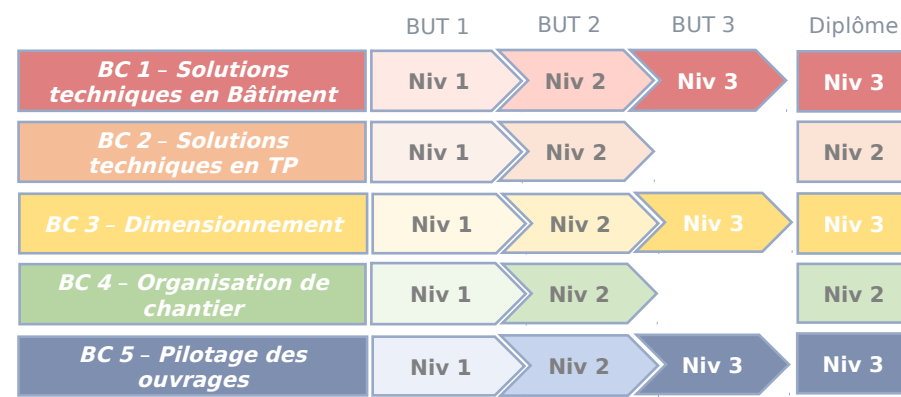 BUT 1 BUT 2 BUT 3 Diplôme
BC 1 – Solutions
techniques en Bâtiment
Niv 1 Niv 2 Niv 3 Niv 3
BC 2 – Solutions
techniques en TP
Niv 1 Niv 2 Niv 2
BC 3 – Dimensionnement Niv 1 Niv 2 Niv 3 Niv 3
BC 4 – Organisation de
chantier
Niv 1 Niv 2 Niv 2
BC 5 – Pilotage des
ouvrages
Niv 1 Niv 2 Niv 3 Niv 3